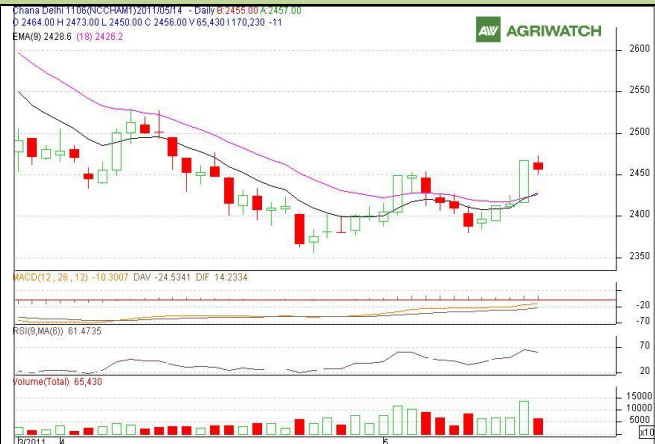 Chana Delhi 1106(NCCHAM1)2011/05/14 - Daily B:2455.00 A:2457.00
O 2464.00 H 2473.00 L 2450.00 C 2456.00 V 65,430 I 170,230 -11
EMA(9) 2428.6 (18) 2426.2
AW AGRIWATCH
2600
2550
2500
2450
2400
2350
MACD(12,26,12) -10.3007 DAV -24.5341 DIF 14.2334
-20
-70
RSI(9,MA(6)) 61.4735
70
20
Volume(Total) 65,430
15000
10000
5000
x10
3/2011 4 5